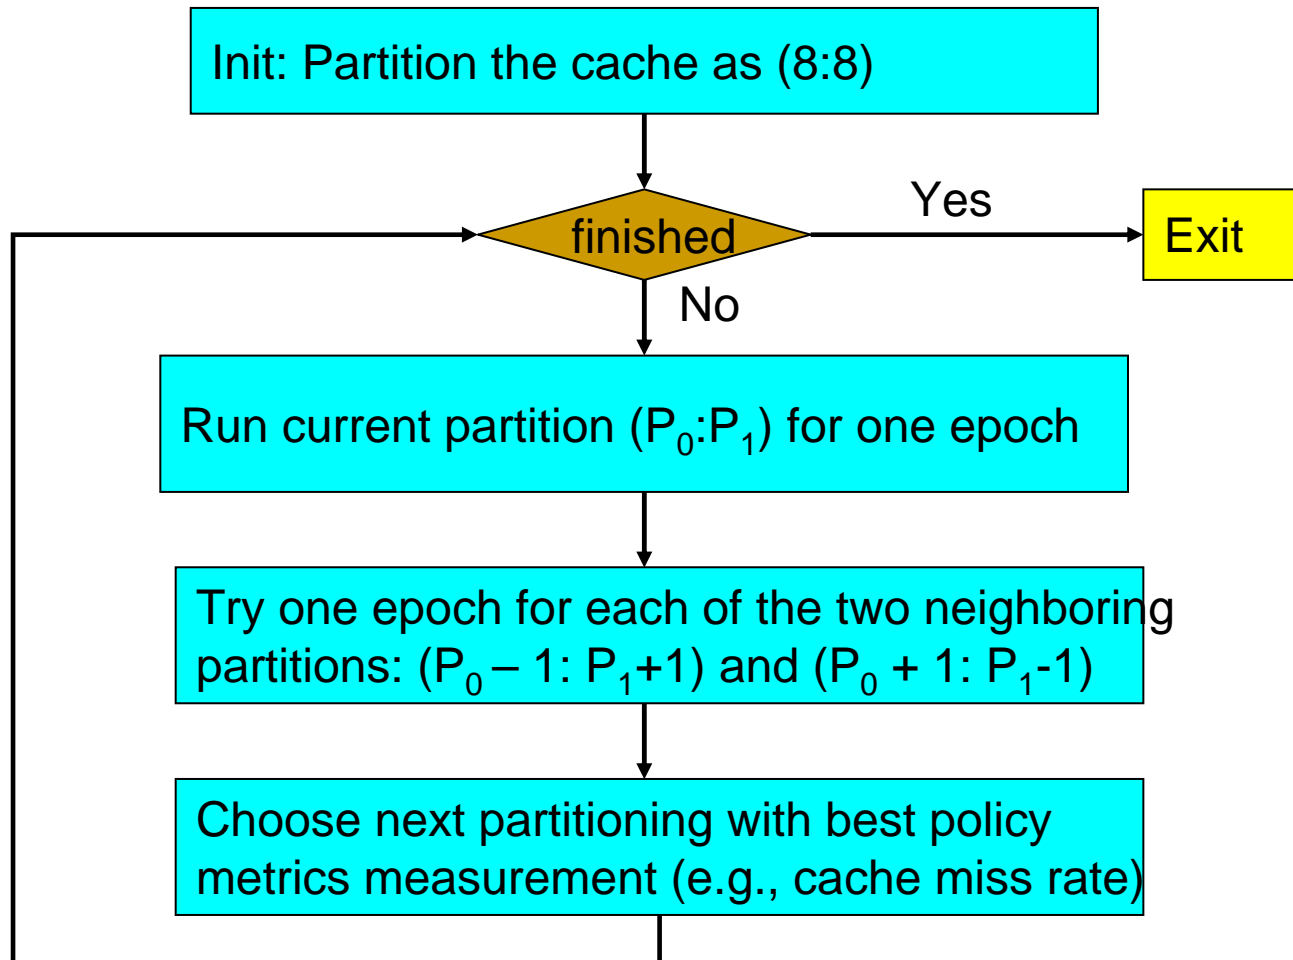 Init: Partition the cache as (8:8)
Yes
finished
Exit
No
Run current partition (P₀:P₁) for one epoch
Try one epoch for each of the two neighboring
partitions: (P₀ – 1: P₁+1) and (P₀ + 1: P₁-1)
Choose next partitioning with best policy
metrics measurement (e.g., cache miss rate)